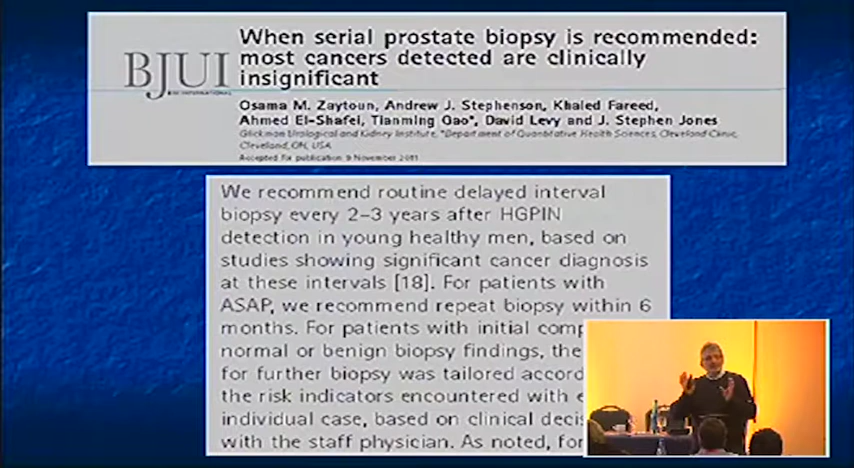 When serial prostate biopsy is recommended:
most cancers detected are clinically
insignificant
BJUI
BJU INTERNATIONAL
Osama M. Zaytoun, Andrew J. Stephenson, Khaled Fareed,
Ahmed El-Shafei, Tianming Gao*, David Levy and J. Stephen Jones
Glickman Urological and Kidney Institute, *Department of Quantitative Health Sciences, Cleveland Clinic,
Cleveland, OH, USA
Accepted for publication 9 November 2011
We recommend routine delayed interval
biopsy every 2–3 years after HGPIN
detection in young healthy men, based on
studies showing significant cancer diagnosis
at these intervals [18]. For patients with
ASAP, we recommend repeat biopsy within 6
months. For patients with initial comp
normal or benign biopsy findings, the
for further biopsy was tailored accord
the risk indicators encountered with e
individual case, based on clinical decis
with the staff physician. As noted, for